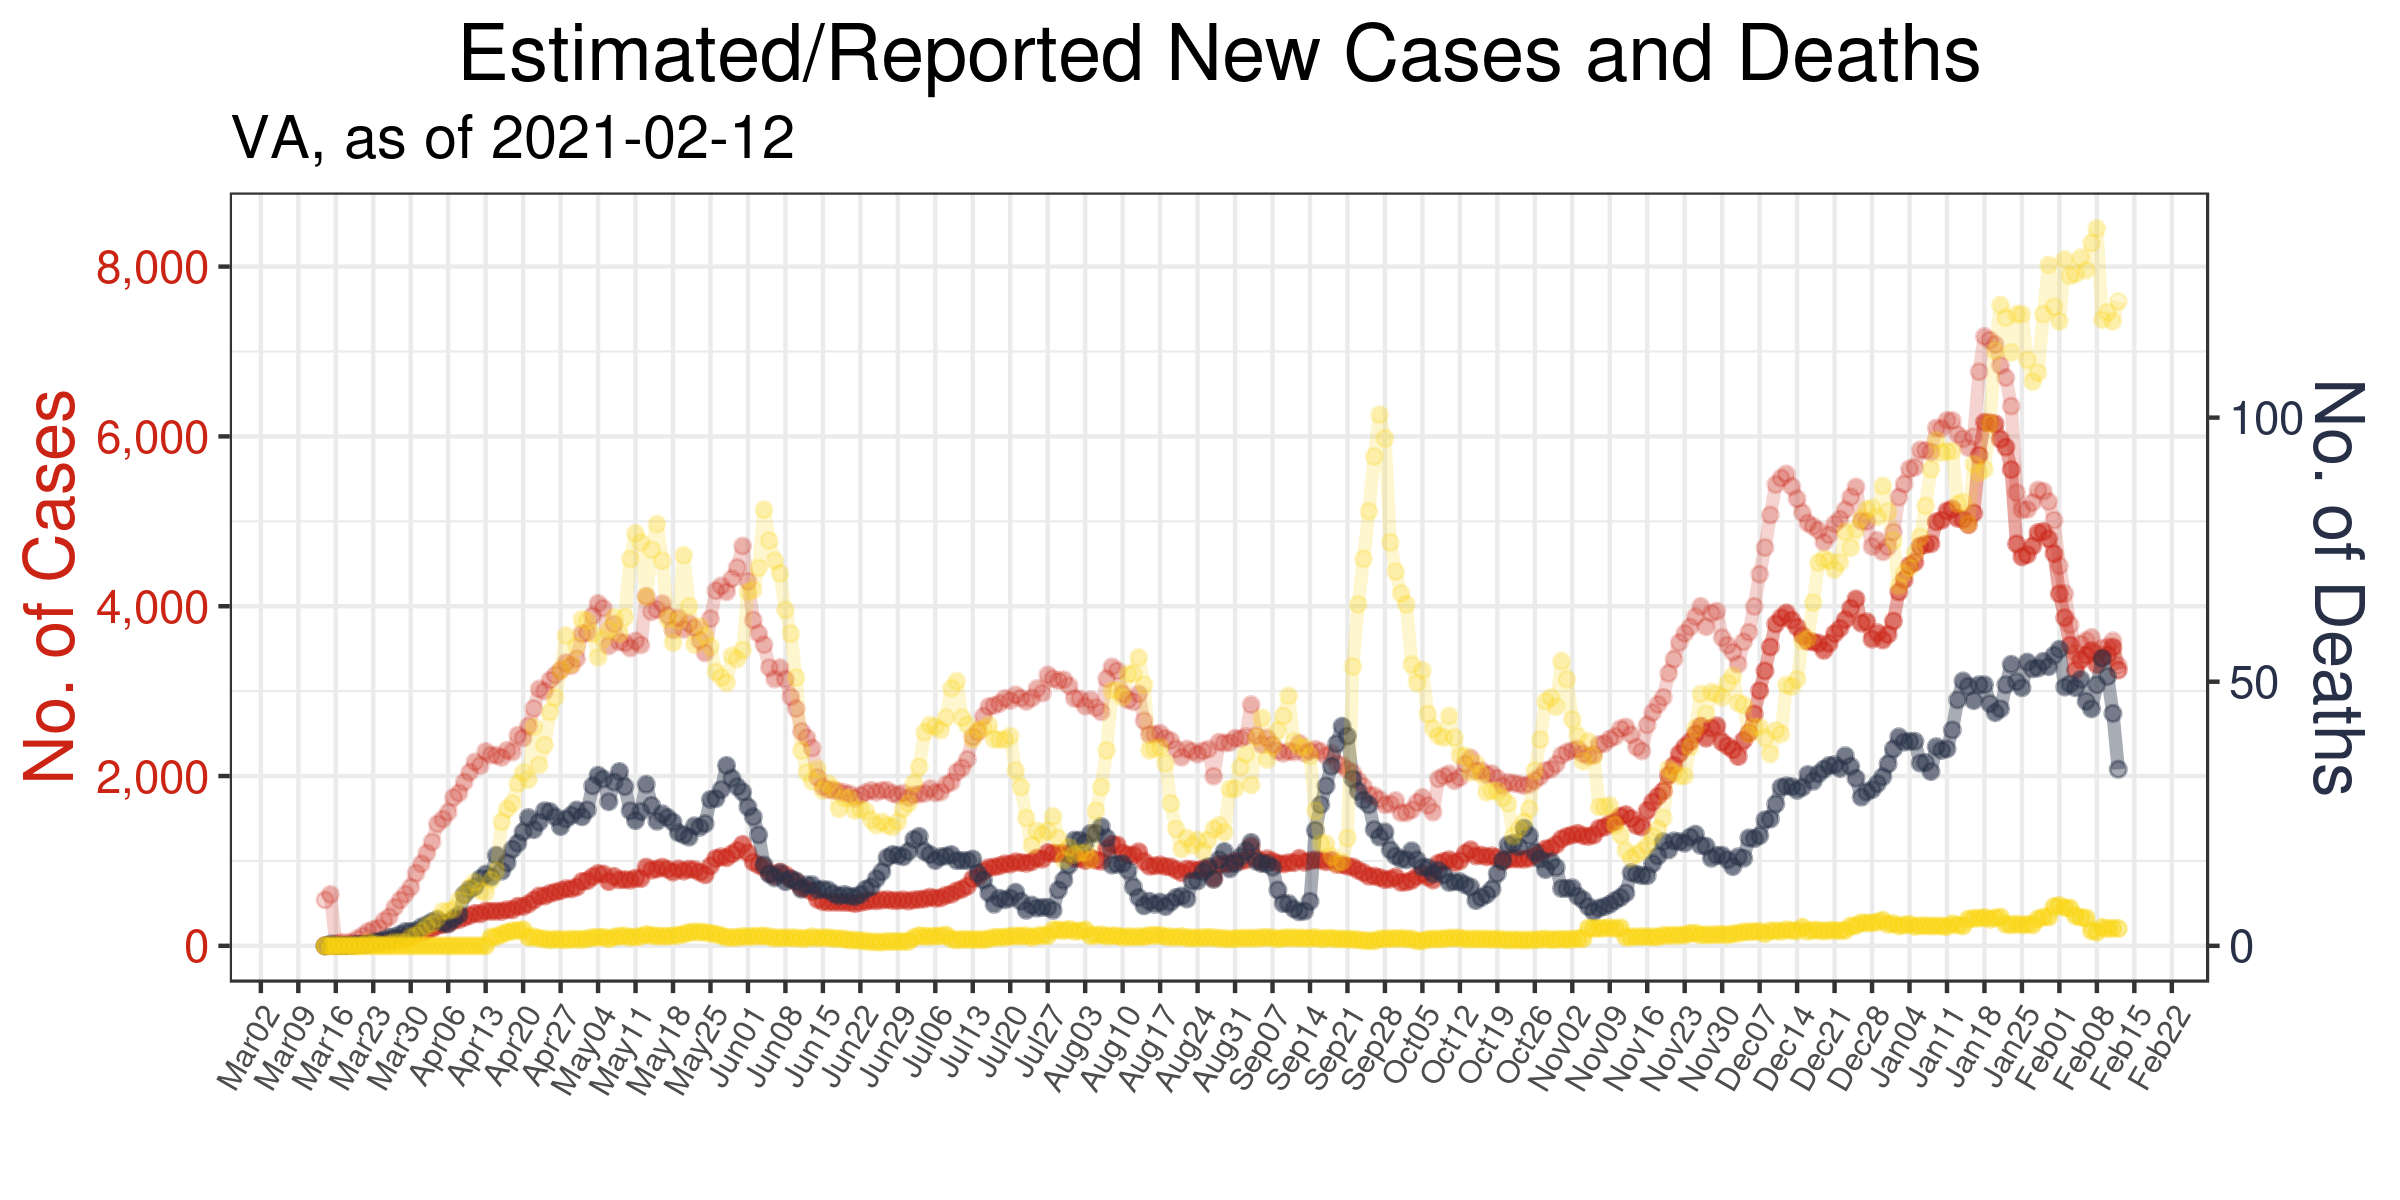 Estimated/Reported New Cases and Deaths
VA, as of 2021-02-12
No. of Cases
8,000
6,000
4,000
2,000
0
100
50
0
No. of Deaths
Mar02
Mar09
Mar16
Mar23
Mar30
Apr06
Apr13
Apr20
Apr27
May04
May11
May18
May25
Jun01
Jun08
Jun15
Jun22
Jun29
Jul06
Jul13
Jul20
Jul27
Aug03
Aug10
Aug17
Aug24
Aug31
Sep07
Sep14
Sep21
Sep28
Oct05
Oct12
Oct19
Oct26
Nov02
Nov09
Nov16
Nov23
Nov30
Dec07
Dec14
Dec21
Dec28
Jan04
Jan11
Jan18
Jan25
Feb01
Feb08
Feb15
Feb22